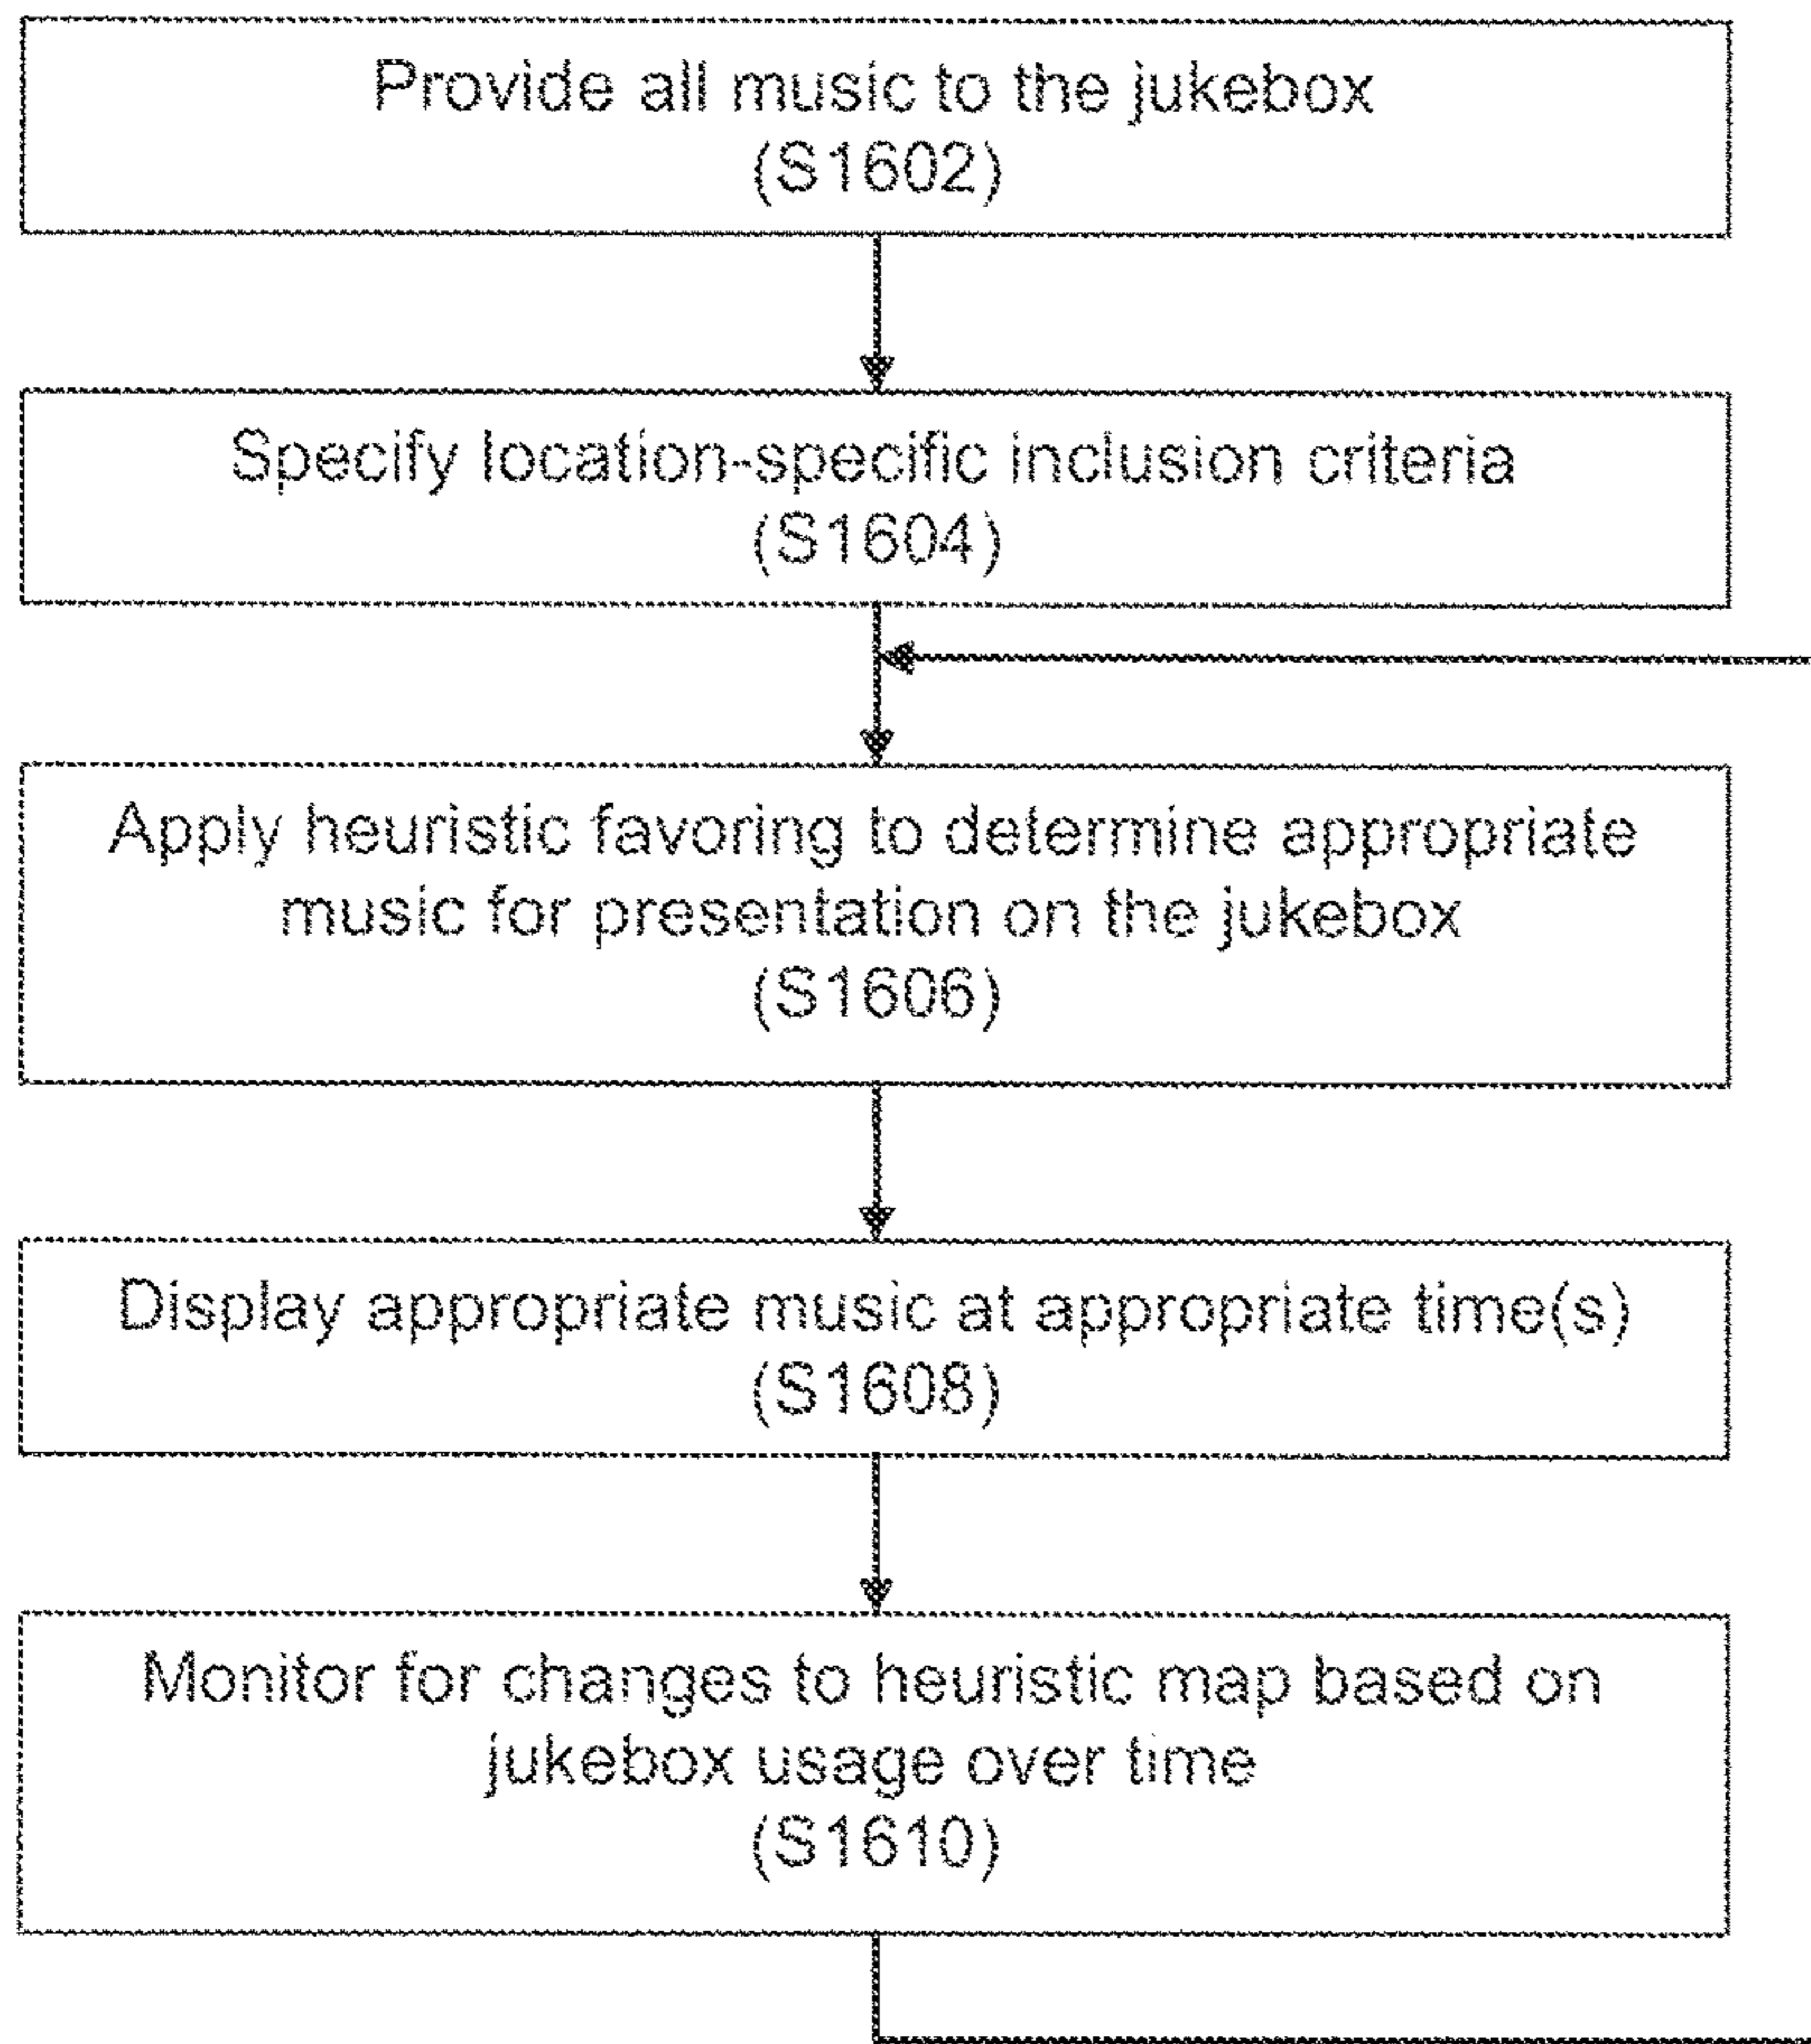 Provide all music to the jukebox
(S1602)
Specify location-specific inclusion criteria
(S1604)
Apply heuristic favoring to determine appropriate
music for presentation on the jukebox
(S1606)
Display appropriate music at appropriate time(s)
(S1608)
Monitor for changes to heuristic map based on
jukebox usage over time
(S1610)